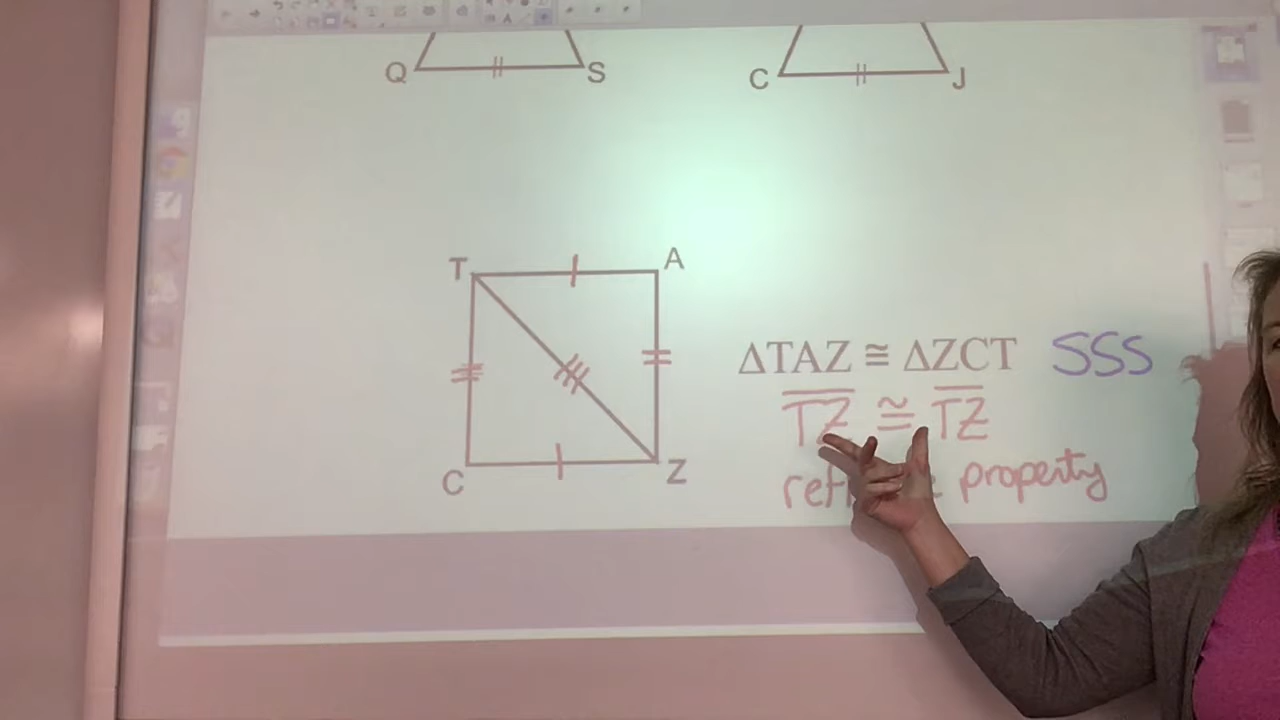 Q S C J
T A
ΔTAZ ≅ ΔZCT SSS
TZ ≅ TZ
property
C Z